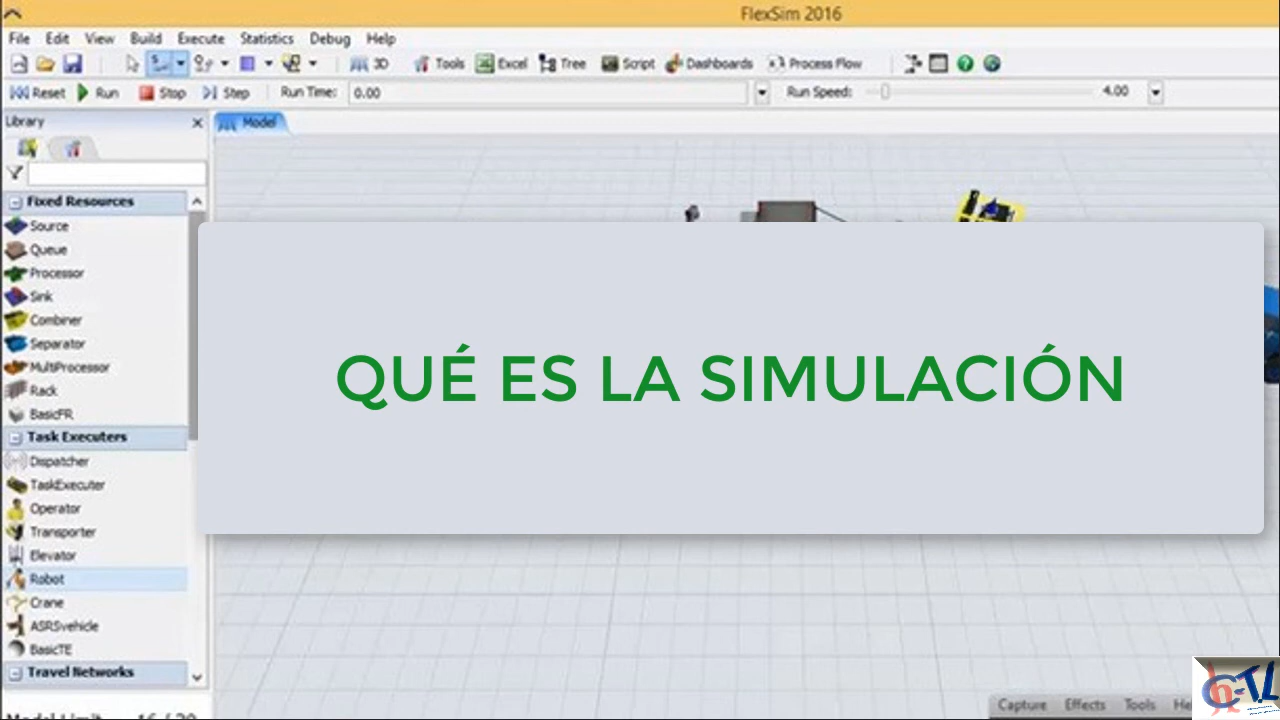 FlexSim 2016
File Edit View Build Execute Statistics Debug Help
3D Tools Excel Tree Script Dashboards Process Flow
Reset Run Stop Step Run Time: 0.00 Run Speed: 4.00
Library
Model
Fixed Resources
Source
Queue
Processor
Sink
Combiner
Separator
MultiProcessor
Rack
BasicFR
QUÉ ES LA SIMULACIÓN
Task Executers
Dispatcher
TaskExecuter
Operator
Transporter
Elevator
Robot
Crane
ASRSvehicle
BasicTE
Travel Networks
Capture Effects Tools